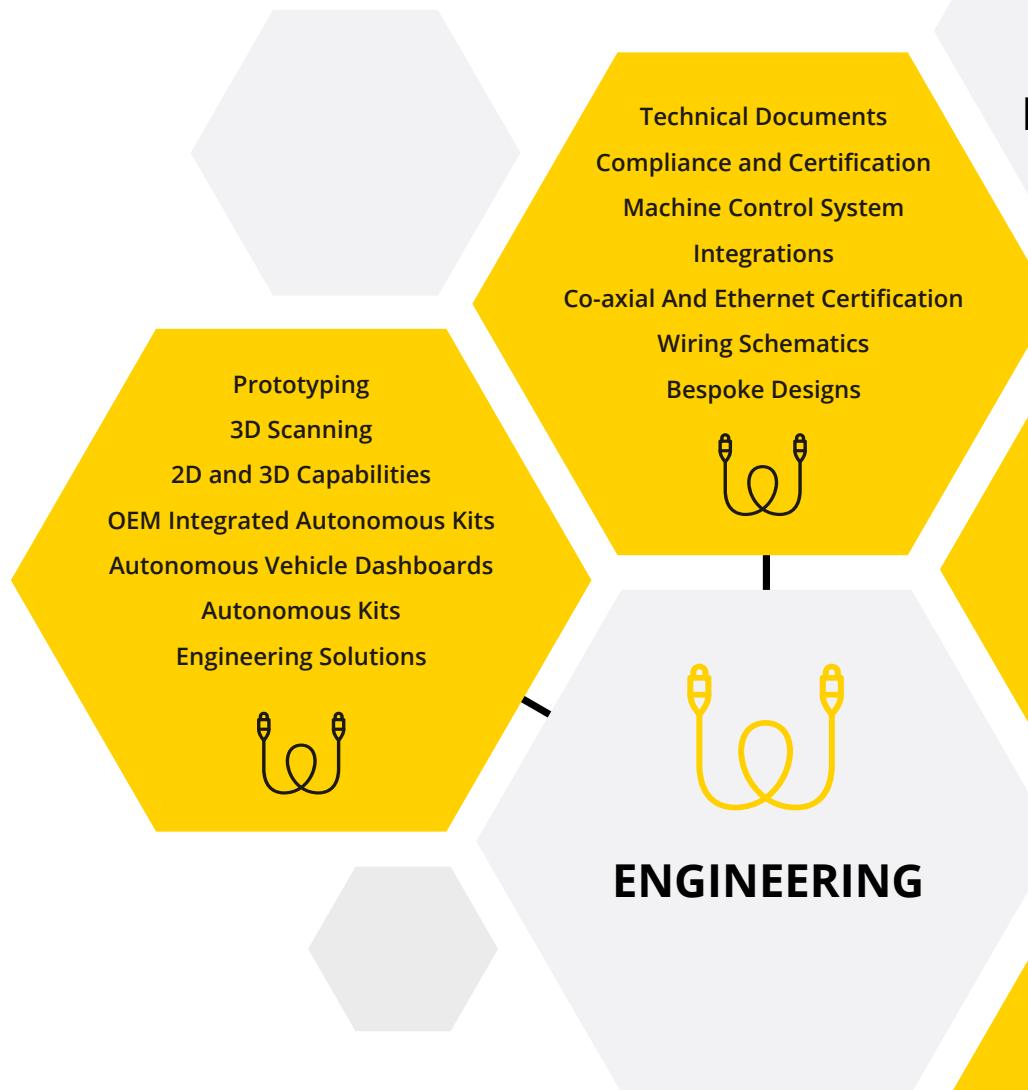 Technical Documents
Compliance and Certification
Machine Control System
Integrations
Co-axial And Ethernet Certification
Wiring Schematics
Bespoke Designs
Prototyping
3D Scanning
2D and 3D Capabilities
OEM Integrated Autonomous Kits
Autonomous Vehicle Dashboards
Autonomous Kits
Engineering Solutions
ENGINEERING